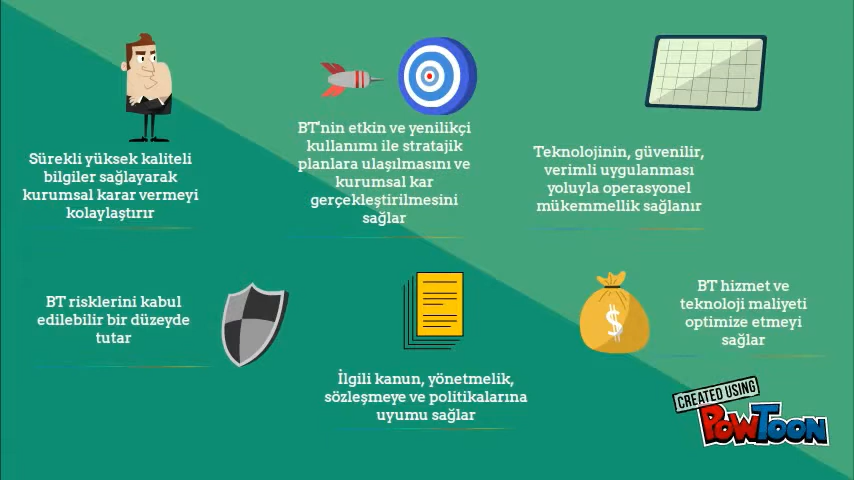 Sürekli yüksek kaliteli
bilgiler sağlayarak
kurumsal karar vermeyi
kolaylaştırır
BT'nin etkin ve yenilikçi
kullanımı ile stratajik
planlara ulaşılmasını ve
kurumsal kar
gerçekleştirilmesini
sağlar
Teknolojinin, güvenilir,
verimli uygulanması
yoluyla operasyonel
mükemmellik sağlanır
BT risklerini kabul
edilebilir bir düzeyde
tutar
İlgili kanun, yönetmelik,
sözleşmeye ve politikalarına
uyumu sağlar
$
BT hizmet ve
teknoloji maliyeti
optimize etmeyi
sağlar
CREATED USING
POWTOON